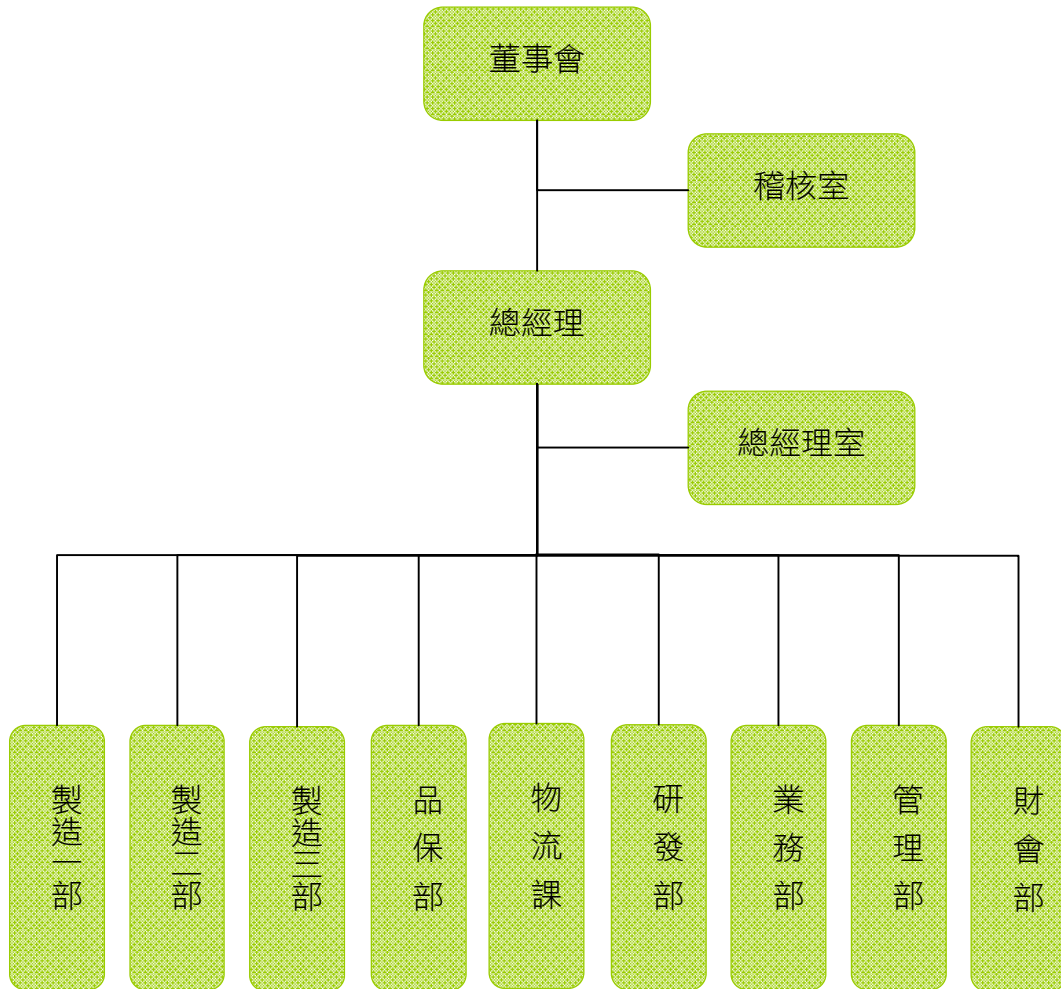 董事會
稽核室
總經理
總經理室
製造一部
製造二部
製造三部
品保部
物流課
研發部
業務部
管理部
財會部